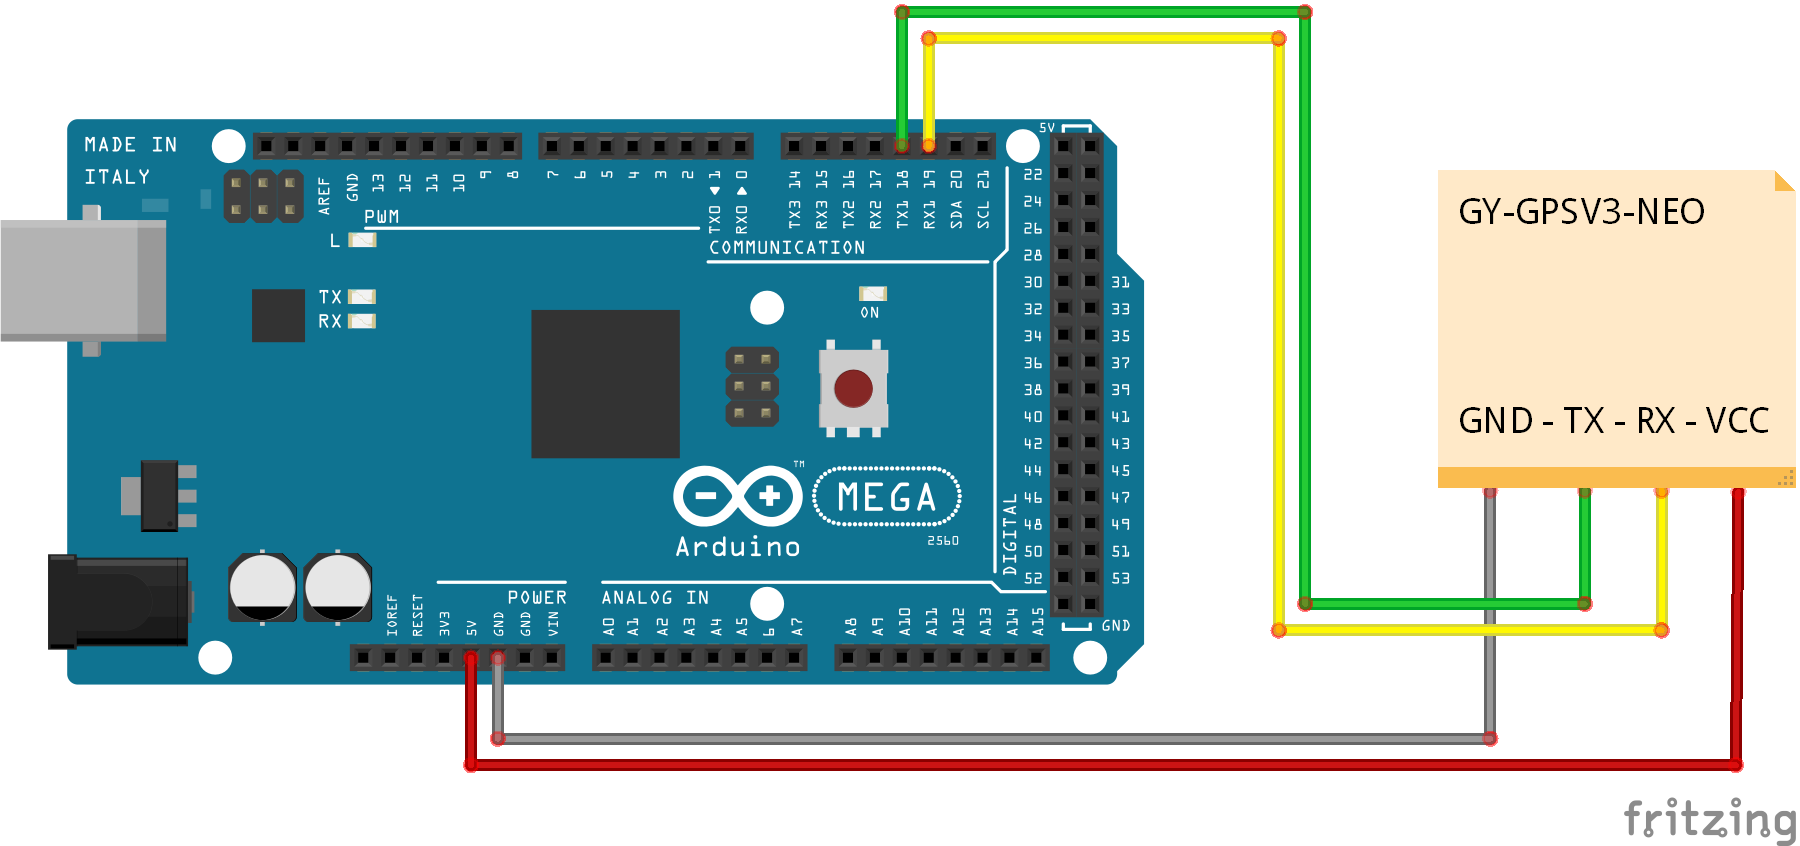 MADE IN
ITALY
AREF
GND
13
12
11
10
9
8
7
6
5
4
3
2
TX0 1
RX0 0
TX3 14
RX3 15
TX2 16
RX2 17
TX1 18
RX1 19
SDA 20
SCL 21
PWM
COMMUNICATION
L
TX
RX
ON
5V
22
24
26
28
30 31
32 33
34 35
36 37
38 39
40 41
42 43
44 45
46 47
48 49
50 51
52 53
GND
DIGITAL
TM
MEGA
Arduino
2560
POWER
ANALOG IN
IOREF
RESET
3V3
5V
GND
GND
VIN
A0
A1
A2
A3
A4
A5
6
A7
A8
A9
A10
A11
A12
A13
A14
A15
GY-GPSV3-NEO
GND - TX - RX - VCC
fritzing